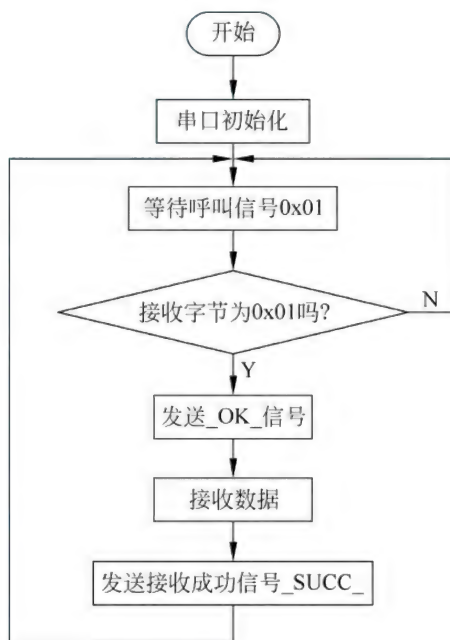 开始
串口初始化
等待呼叫信号0x01
接收字节为0x01吗?
N
Y
发送_OK_信号
接收数据
发送接收成功信号_SUCC_